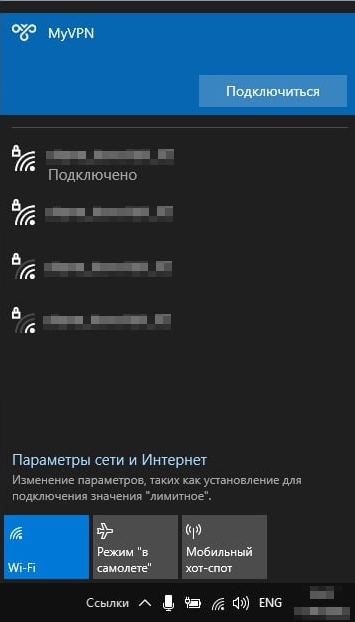 MyVPN
Подключиться
Подключено
Параметры сети и Интернет
Изменение параметров, таких как установление для
подключения значения "лимитное".
Wi-Fi
Режим "в
самолете"
Мобильный
хот-спот
Ссылки
ENG